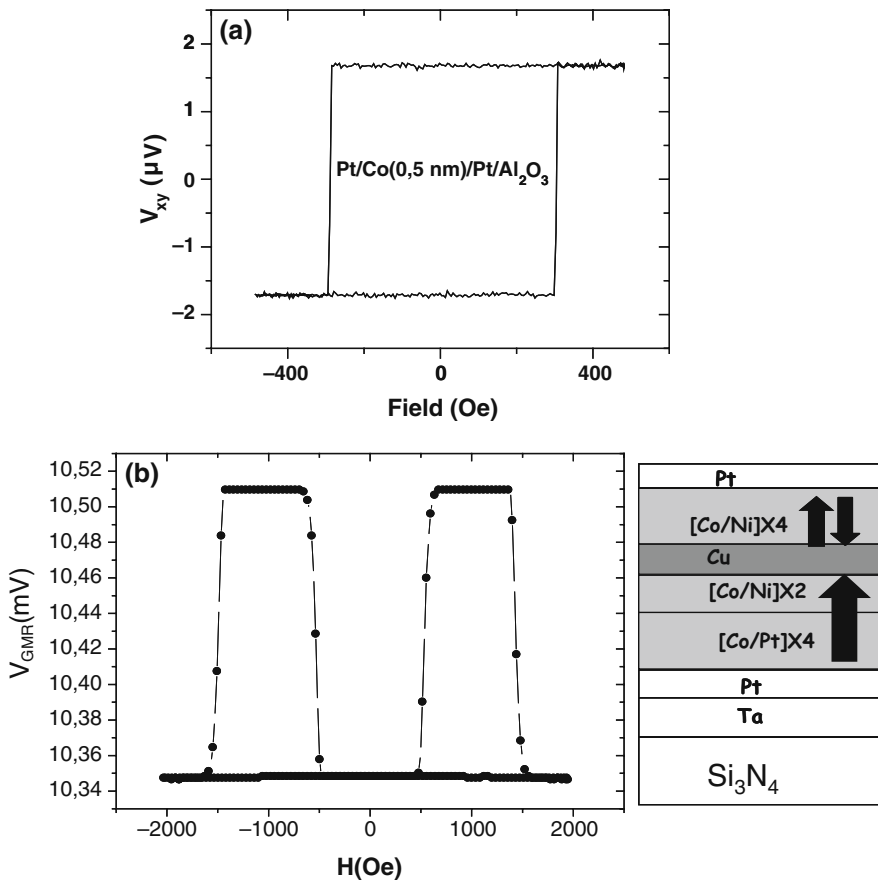 (a)
2
1
0
−1
−2
V_xy (µV)
Pt/Co(0,5 nm)/Pt/Al₂O₃
−400
0
400
Field (Oe)
(b)
10,52
10,50
10,48
10,46
10,44
10,42
10,40
10,38
10,36
10,34
V_GMR(mV)
−2000
−1000
0
1000
2000
H(Oe)
Pt
[Co/Ni]X4
Cu
[Co/Ni]X2
[Co/Pt]X4
Pt
Ta
Si₃N₄